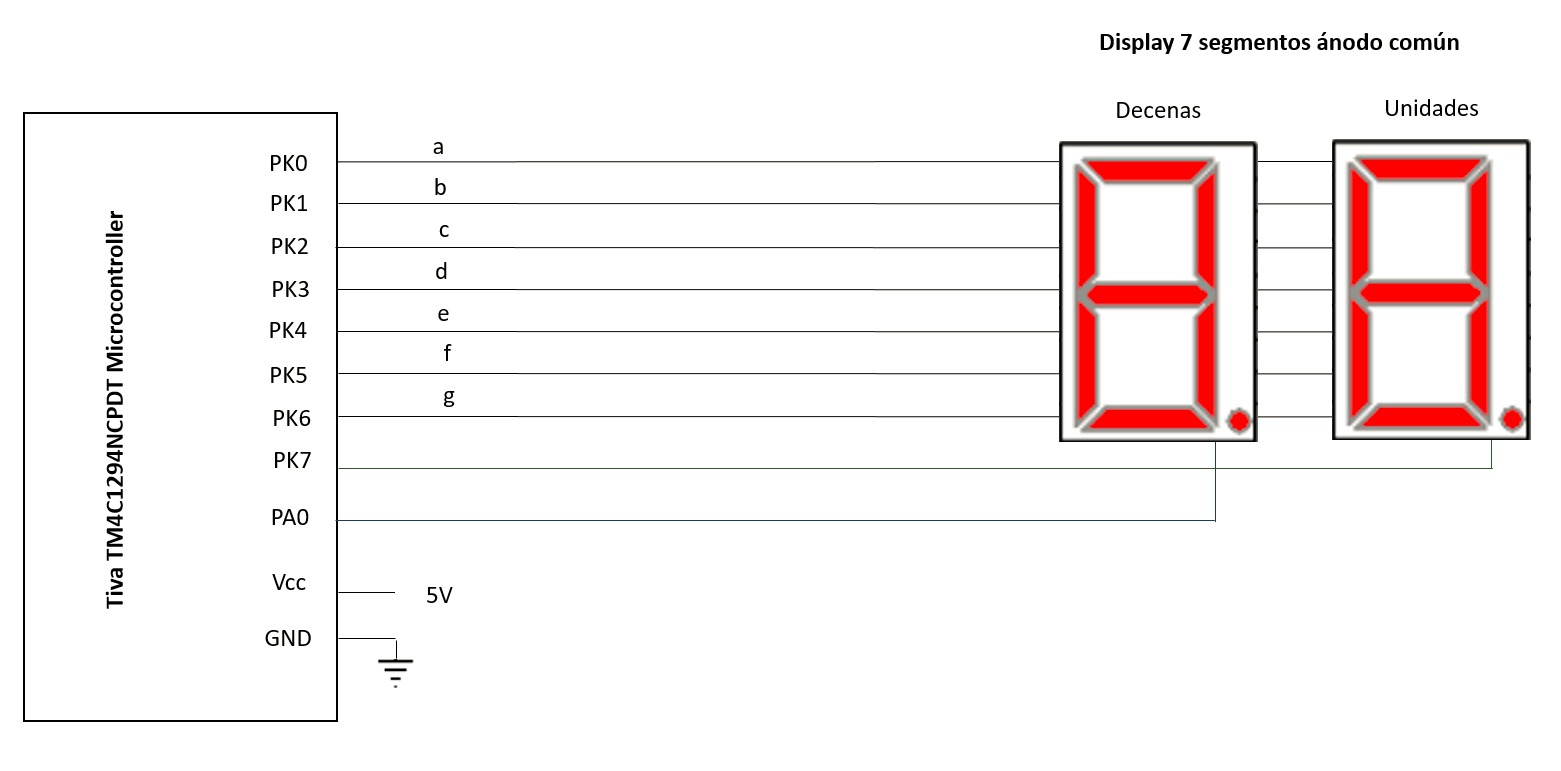 Display 7 segmentos ánodo común
Decenas
Unidades
Tiva TM4C1294NCPDT Microcontroller
PK0
a
PK1
b
PK2
c
PK3
d
PK4
e
PK5
f
PK6
g
PK7
PA0
Vcc
5V
GND